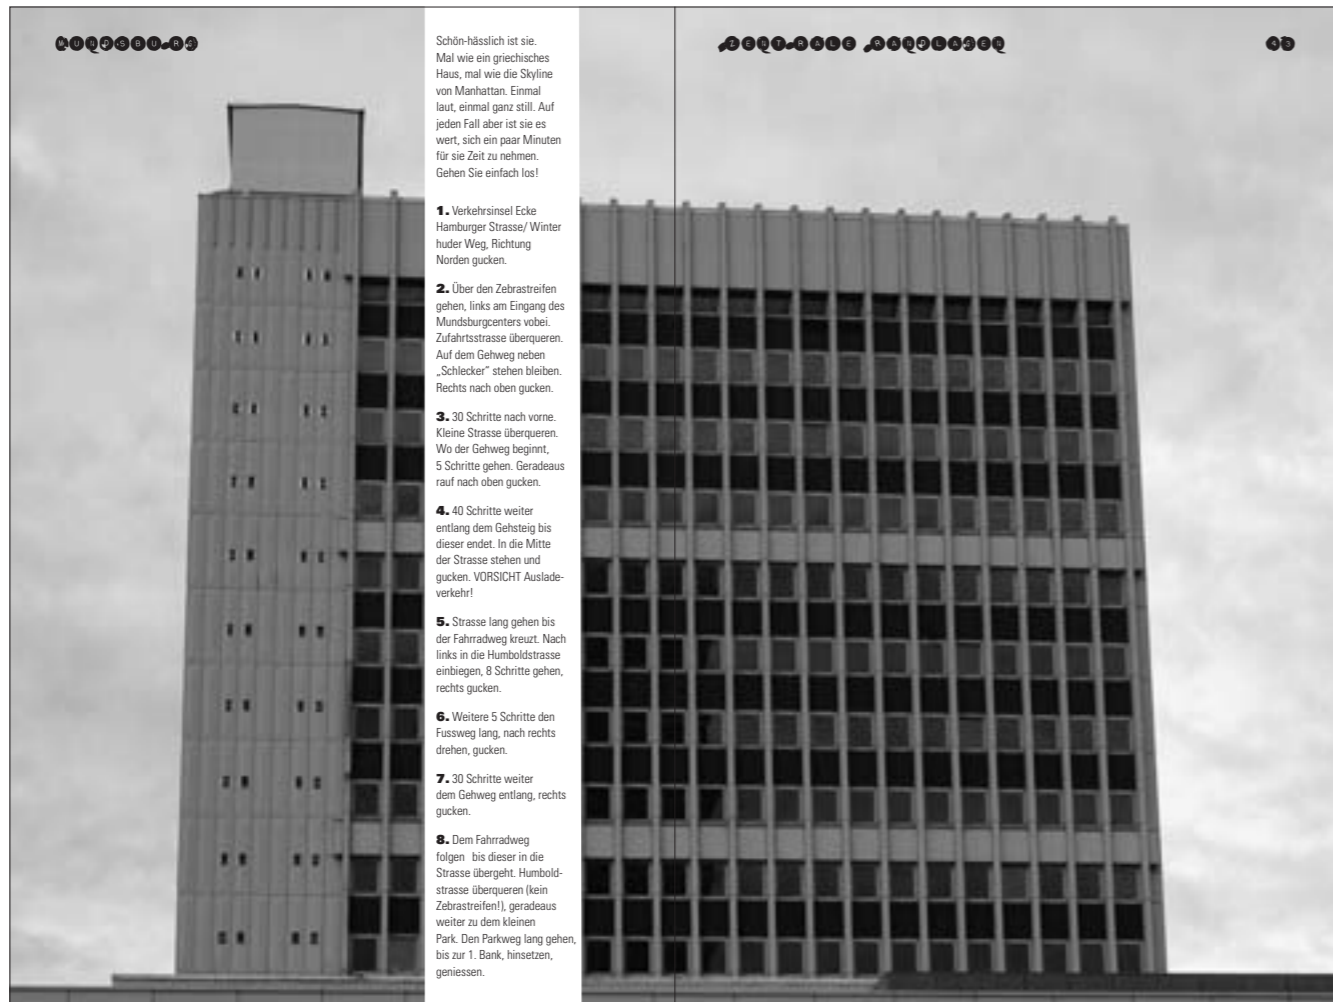 MUNDSBURG
ZENTRALE RANDLAGEN
43
Schön-hässlich ist sie.
Mal wie ein griechisches
Haus, mal wie die Skyline
von Manhattan. Einmal
laut, einmal ganz still. Auf
jeden Fall aber ist sie es
wert, sich ein paar Minuten
für sie Zeit zu nehmen.
Gehen Sie einfach los!
1. Verkehrsinsel Ecke
Hamburger Strasse/ Winter
huder Weg, Richtung
Norden gucken.
2. Über den Zebrastreifen
gehen, links am Eingang des
Mundsburgcenters vobei.
Zufahrtsstrasse überqueren.
Auf dem Gehweg neben
„Schlecker" stehen bleiben.
Rechts nach oben gucken.
3. 30 Schritte nach vorne.
Kleine Strasse überqueren.
Wo der Gehweg beginnt,
5 Schritte gehen. Geradeaus
rauf nach oben gucken.
4. 40 Schritte weiter
entlang dem Gehsteig bis
dieser endet. In die Mitte
der Strasse stehen und
gucken. VORSICHT Auslade-
verkehr!
5. Strasse lang gehen bis
der Fahrradweg kreuzt. Nach
links in die Humboldstrasse
einbiegen, 8 Schritte gehen,
rechts gucken.
6. Weitere 5 Schritte den
Fussweg lang, nach rechts
drehen, gucken.
7. 30 Schritte weiter
dem Gehweg entlang, rechts
gucken.
8. Dem Fahrradweg
folgen bis dieser in die
Strasse übergeht. Humbold-
strasse überqueren (kein
Zebrastreifen!), geradeaus
weiter zu dem kleinen
Park. Den Parkweg lang gehen,
bis zur 1. Bank, hinsetzen,
geniessen.